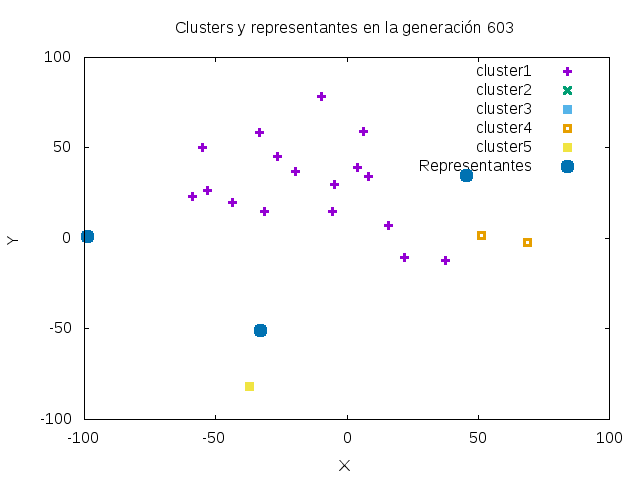 Clusters y representantes en la generación 603
100
50
0
-50
-100
-100
-50
0
50
100
Y
X
cluster1
cluster2
cluster3
cluster4
cluster5
Representantes